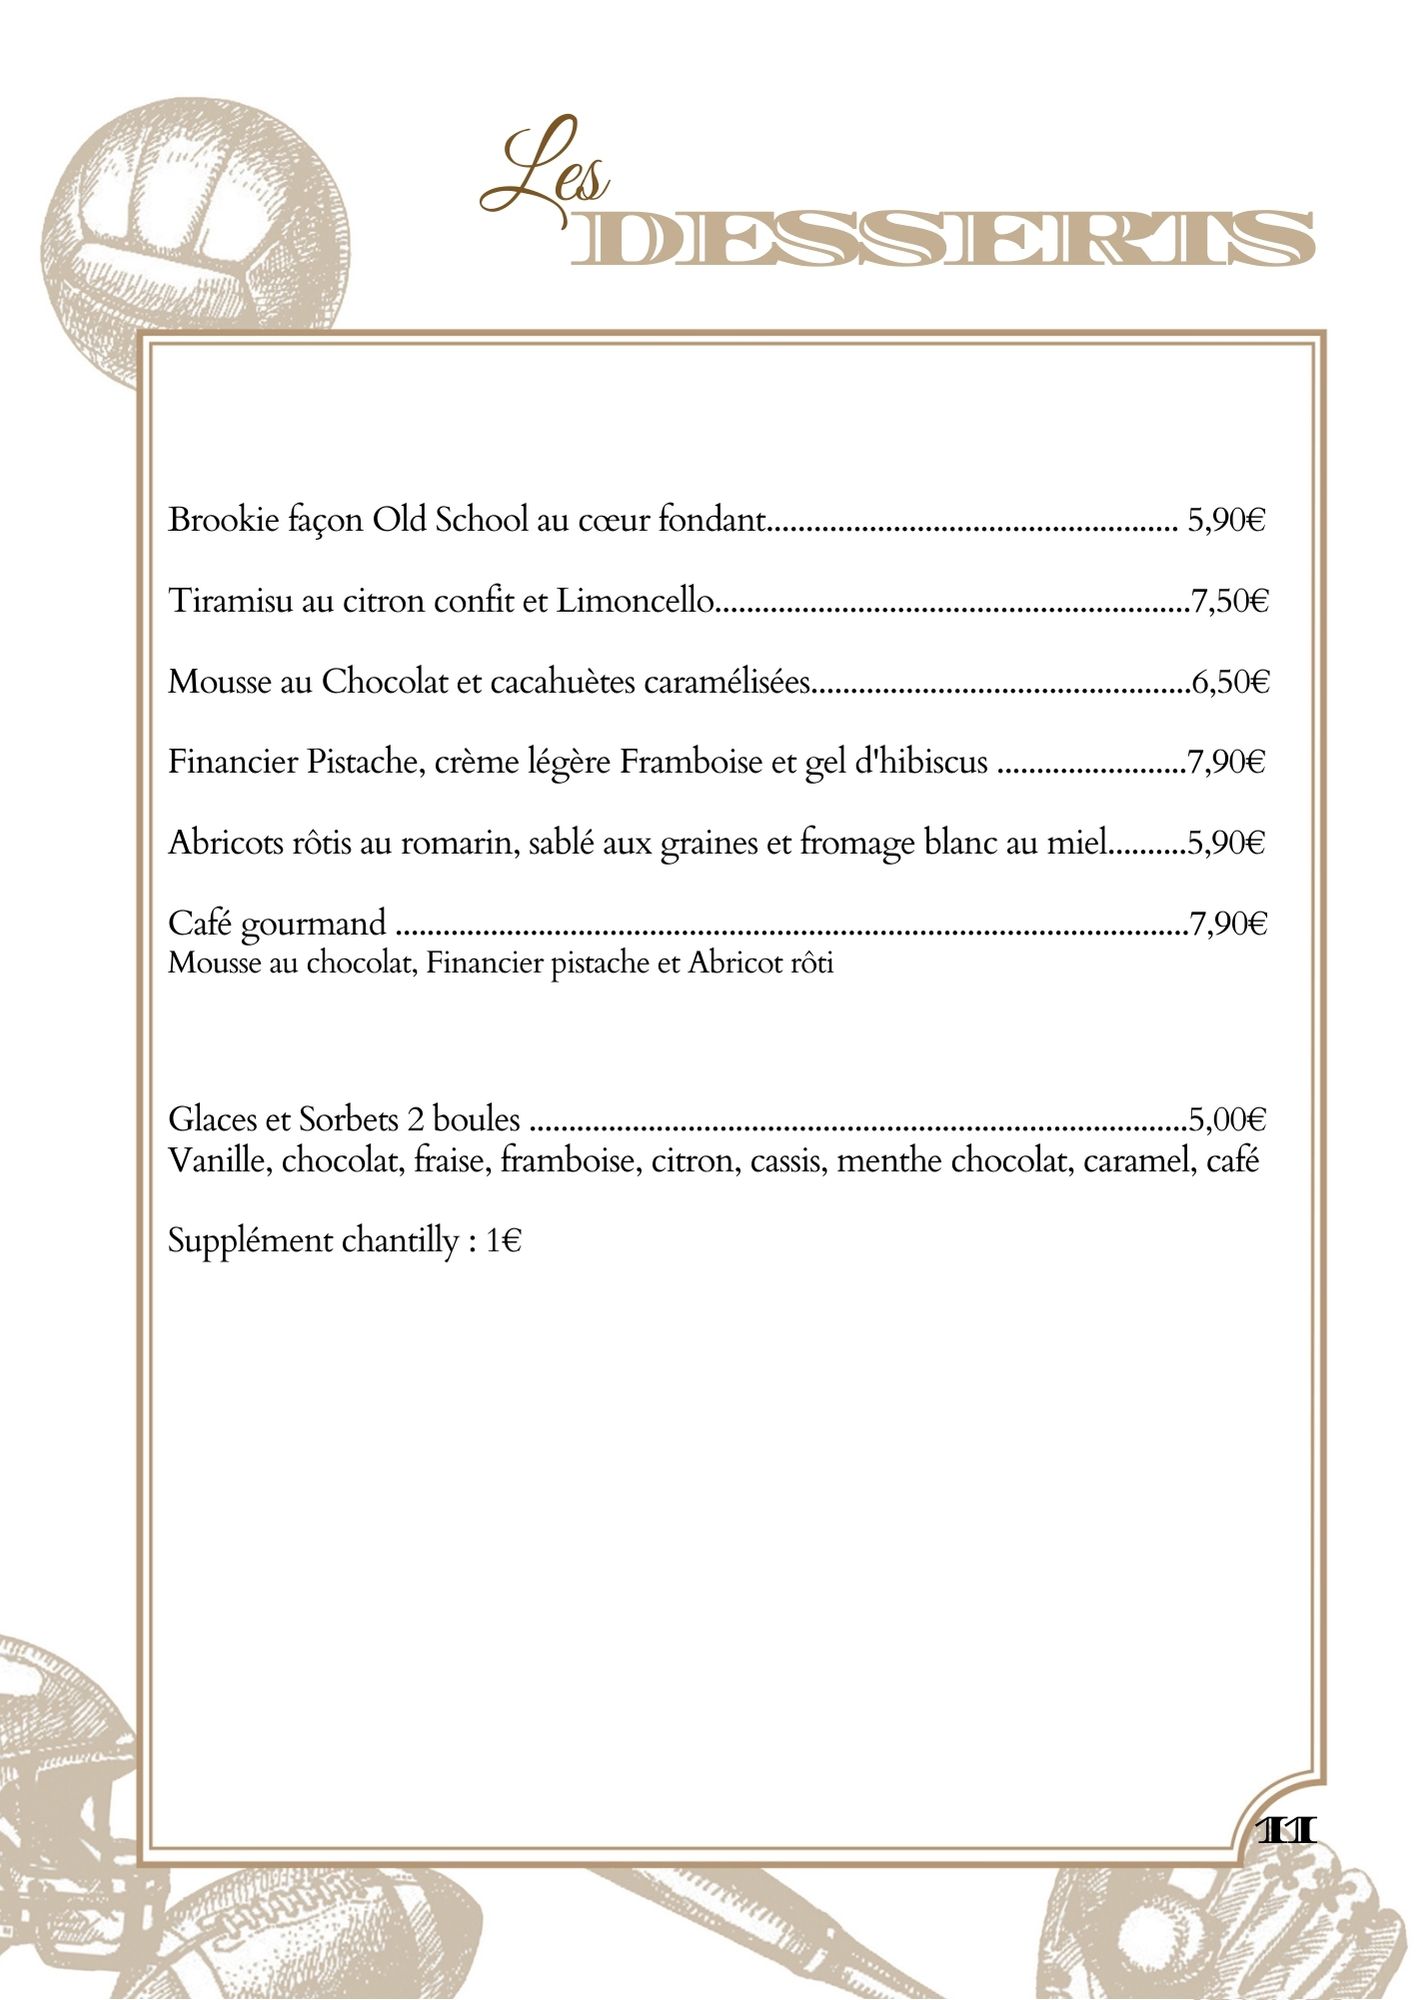 Les
DESSERTS
Brookie façon Old School au cœur fondant................................................... 5,90€
Tiramisu au citron confit et Limoncello...........................................................7,50€
Mousse au Chocolat et cacahuètes caramélisées...............................................6,50€
Financier Pistache, crème légère Framboise et gel d'hibiscus ........................7,90€
Abricots rôtis au romarin, sablé aux graines et fromage blanc au miel..........5,90€
Café gourmand ...................................................................................................7,90€
Mousse au chocolat, Financier pistache et Abricot rôti
Glaces et Sorbets 2 boules ..................................................................................5,00€
Vanille, chocolat, fraise, framboise, citron, cassis, menthe chocolat, caramel, café
Supplément chantilly : 1€
11